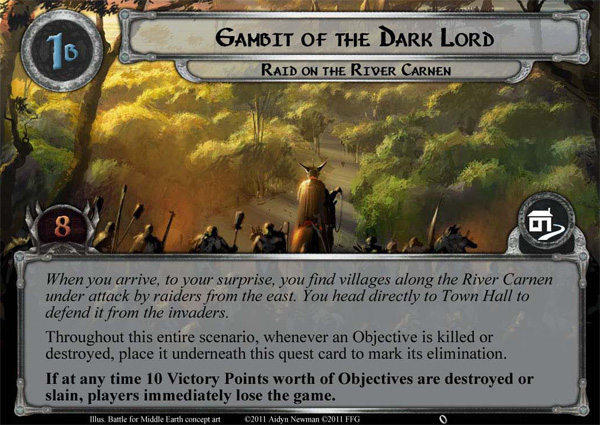 1B
GAMBIT OF THE DARK LORD
RAID ON THE RIVER CARNEN
8
When you arrive, to your surprise, you find villages along the River Carnen
under attack by raiders from the east. You head directly to Town Hall to
defend it from the invaders.
Throughout this entire scenario, whenever an Objective is killed or
destroyed, place it underneath this quest card to mark its elimination.
If at any time 10 Victory Points worth of Objectives are destroyed or
slain, players immediately lose the game.
Illus. Battle for Middle Earth concept art ©2011 Aidyn Newman ©2011 FFG 0